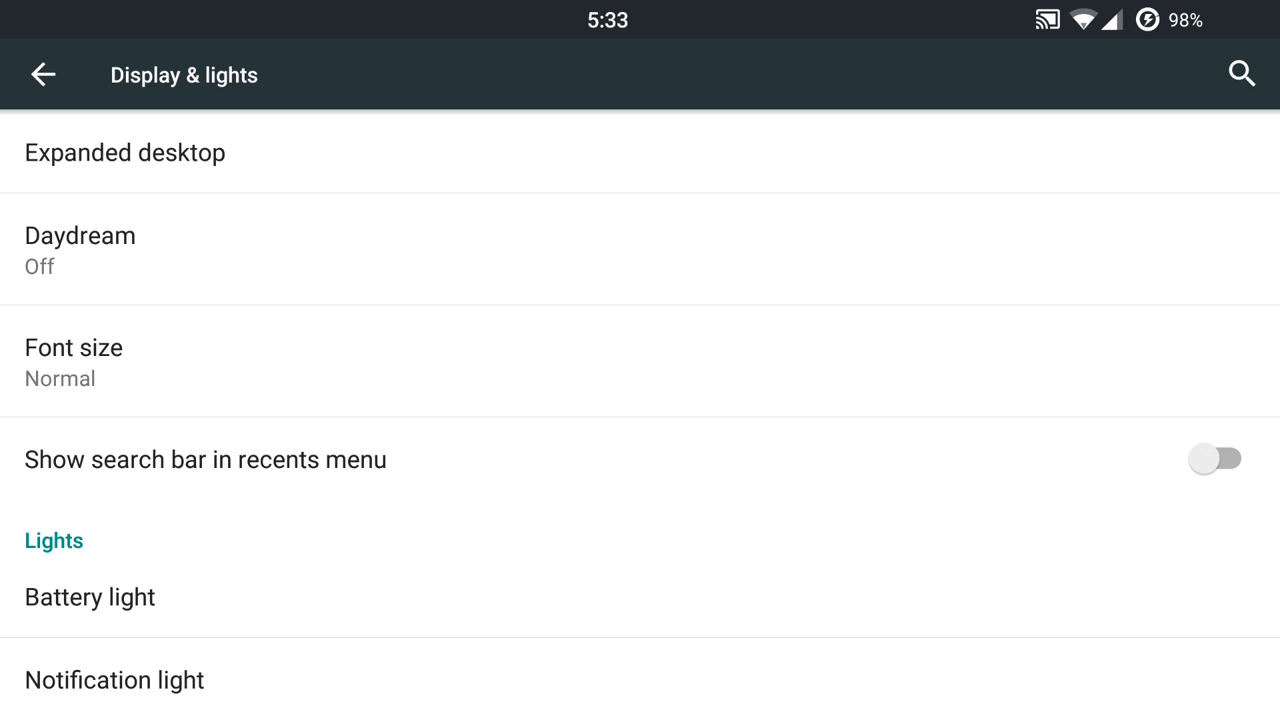 5:33
98%
Display & lights
Expanded desktop
Daydream
Off
Font size
Normal
Show search bar in recents menu
Lights
Battery light
Notification light